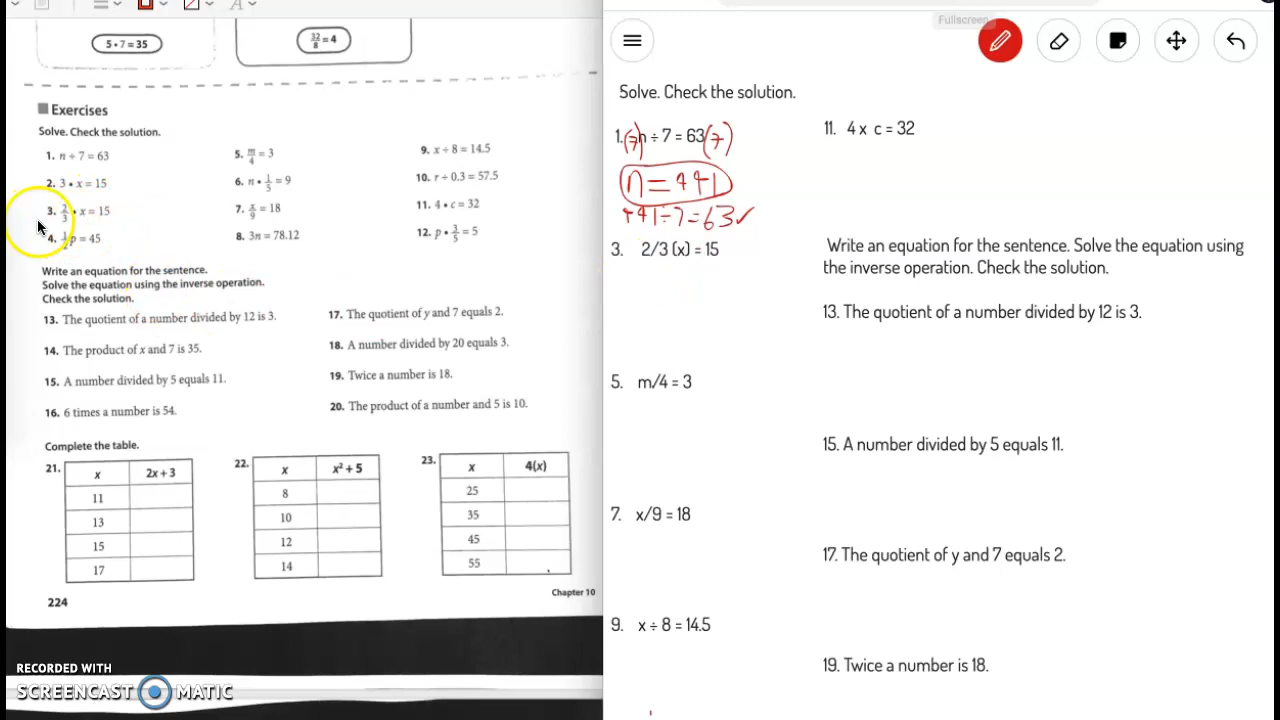 5 • 7 = 35
32/8 = 4
Exercises
Solve. Check the solution.
1. n ÷ 7 = 63
2. 3 • x = 15
3. 2/3 • x = 15
4. 1/2 p = 45
5. m/4 = 3
6. n • 1/5 = 9
7. x/9 = 18
8. 3n = 78.12
9. x ÷ 8 = 14.5
10. r ÷ 0.3 = 57.5
11. 4 • c = 32
12. p • 3/5 = 5
Write an equation for the sentence.
Solve the equation using the inverse operation.
Check the solution.
13. The quotient of a number divided by 12 is 3.
14. The product of x and 7 is 35.
15. A number divided by 5 equals 11.
16. 6 times a number is 54.
17. The quotient of y and 7 equals 2.
18. A number divided by 20 equals 3.
19. Twice a number is 18.
20. The product of a number and 5 is 10.
Complete the table.
21.
x 2x + 3
11
13
15
17
22.
x x² + 5
8
10
12
14
23.
x 4(x)
25
35
45
55
224
Chapter 10
RECORDED WITH
SCREENCAST MATIC
Fullscreen
Solve. Check the solution.
1. (7) n ÷ 7 = 63 (7)
n = 441
441 ÷ 7 = 63 ✓
3. 2/3 (x) = 15
5. m/4 = 3
7. x/9 = 18
9. x ÷ 8 = 14.5
11. 4 x c = 32
Write an equation for the sentence. Solve the equation using
the inverse operation. Check the solution.
13. The quotient of a number divided by 12 is 3.
15. A number divided by 5 equals 11.
17. The quotient of y and 7 equals 2.
19. Twice a number is 18.